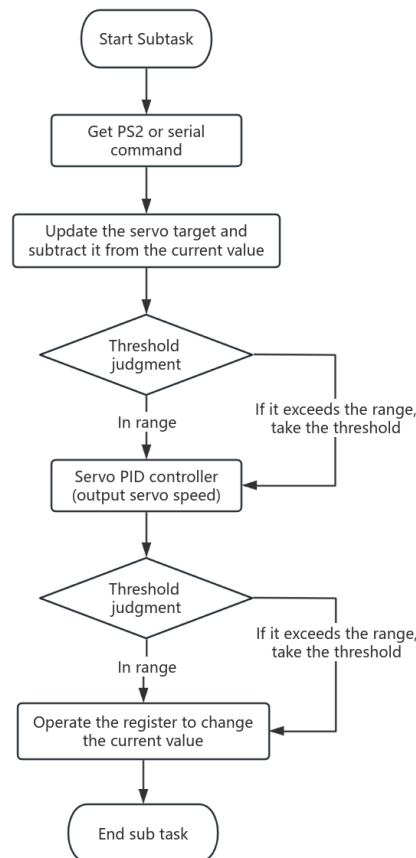 Start Subtask
Get PS2 or serial
command
Update the servo target and
subtract it from the current value
Threshold
judgment
If it exceeds the range,
take the threshold
In range
Servo PID controller
(output servo speed)
Threshold
judgment
If it exceeds the range,
take the threshold
In range
Operate the register to change
the current value
End sub task